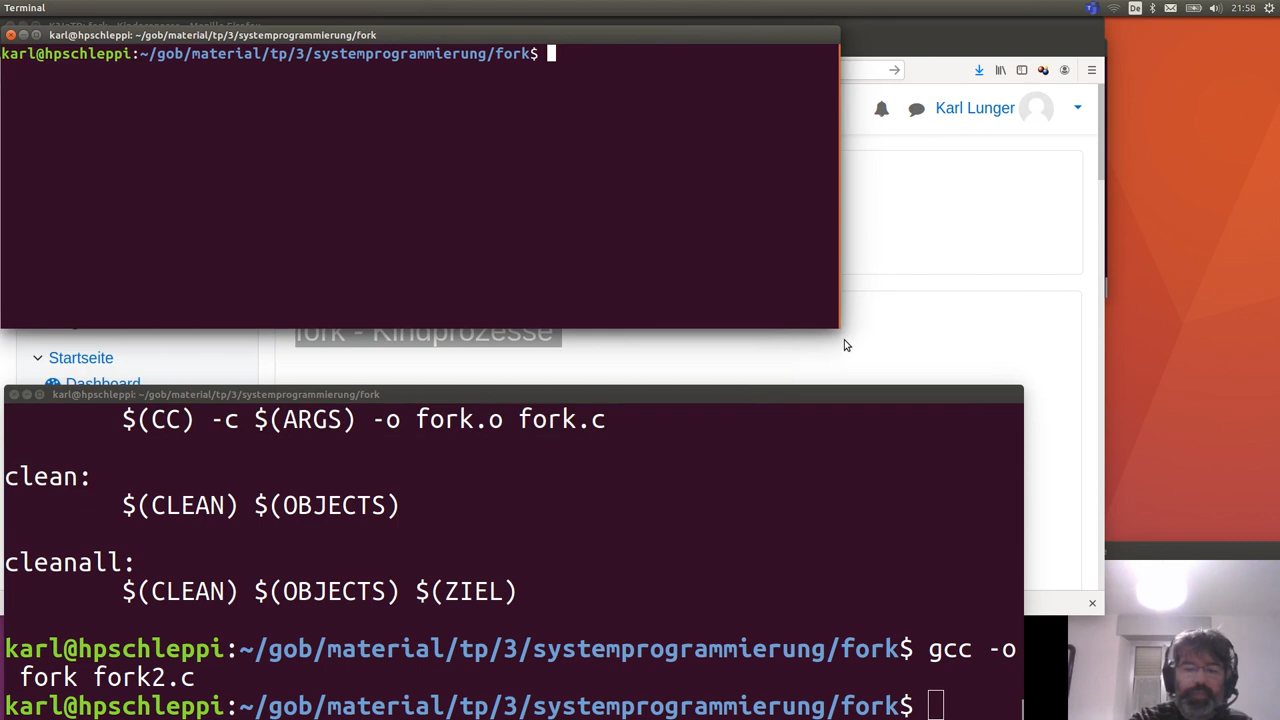 Terminal
De
21:58
karl@hpschleppi: ~/gob/material/tp/3/systemprogrammierung/fork
karl@hpschleppi:~/gob/material/tp/3/systemprogrammierung/fork$
Karl Lunger
fork - Kindprozesse
Startseite
Dashboard
karl@hpschleppi: ~/gob/material/tp/3/systemprogrammierung/fork
$(CC) -c $(ARGS) -o fork.o fork.c
clean:
$(CLEAN) $(OBJECTS)
cleanall:
$(CLEAN) $(OBJECTS) $(ZIEL)
karl@hpschleppi:~/gob/material/tp/3/systemprogrammierung/fork$ gcc -o
fork fork2.c
karl@hpschleppi:~/gob/material/tp/3/systemprogrammierung/fork$